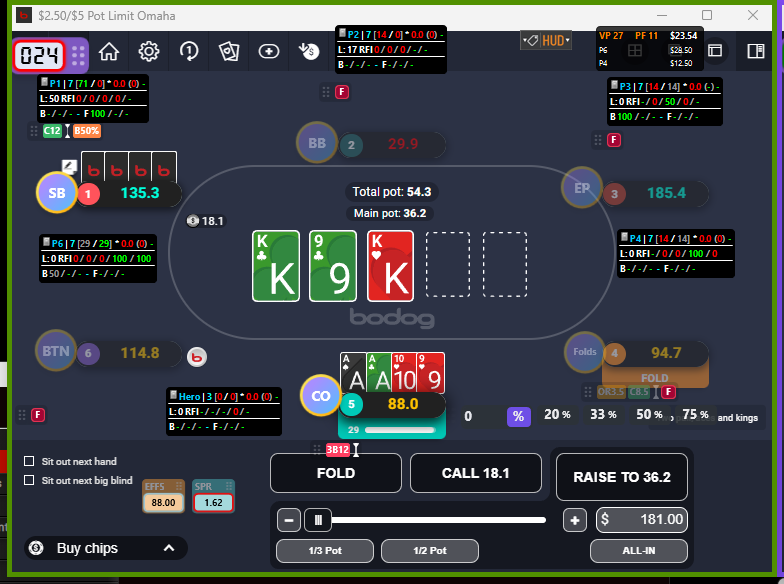 $2.50/$5 Pot Limit Omaha
024
P2 | 7 [14 / 0] * 0.0 (0) -
L: 17 RFI 0 / 0 / 0 / - / -
B - / - / - - F - / - / -
HUD
VP 27 PF 11 $23.54
P6 $28.50
P4 $12.50
P1 | 7 [71 / 0] * 0.0 (0) -
L: 50 RFI 0 / 0 / 0 / 0 / -
B - / - / - - F 100 / - / -
C12 B50%
F
P3 | 7 [14 / 14] * 0.0 (-) -
L: 0 RFI - / 0 / 50 / 0 / -
B 100 / - / - - F - / - / -
F
BB 2 29.9
SB 1 135.3
Total pot: 54.3
Main pot: 36.2
EP 3 185.4
18.1
P6 | 7 [29 / 29] * 0.0 (0) -
L: 0 RFI 0 / 0 / 0 / 100 / 100
B 50 / - / - - F - / - / -
K K
9 9
K K
P4 | 7 [14 / 14] * 0.0 (0) -
L: 0 RFI - / 0 / 0 / 100 / 0
B - / - / - - F - / - / -
bodog
BTN 6 114.8
b
Folds 4 94.7
FOLD
A A
A A
10 10
9 9
Hero | 3 [0 / 0] * 0.0 (0) -
L: 0 RFI - / - / - / 0 / -
B - / - / - - F - / - / -
CO 5 88.0
29
OR3.5 C8.5 F
F
0 % 20 % 33 % 50 % 75 % and kings
3B12
Sit out next hand
Sit out next big blind
EFFS
88.00
SPR
1.62
FOLD
CALL 18.1
RAISE TO 36.2
$ 181.00
Buy chips
1/3 Pot
1/2 Pot
ALL-IN